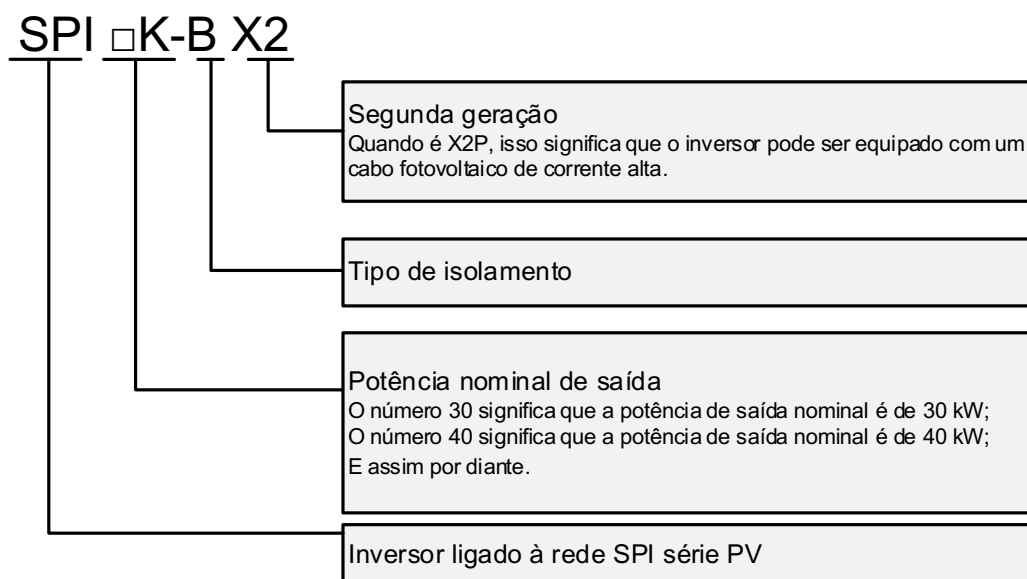 SPI □K-B X2
Segunda geração
Quando é X2P, isso significa que o inversor pode ser equipado com um
cabo fotovoltaico de corrente alta.
Tipo de isolamento
Potência nominal de saída
O número 30 significa que a potência de saída nominal é de 30 kW;
O número 40 significa que a potência de saída nominal é de 40 kW;
E assim por diante.
Inversor ligado à rede SPI série PV